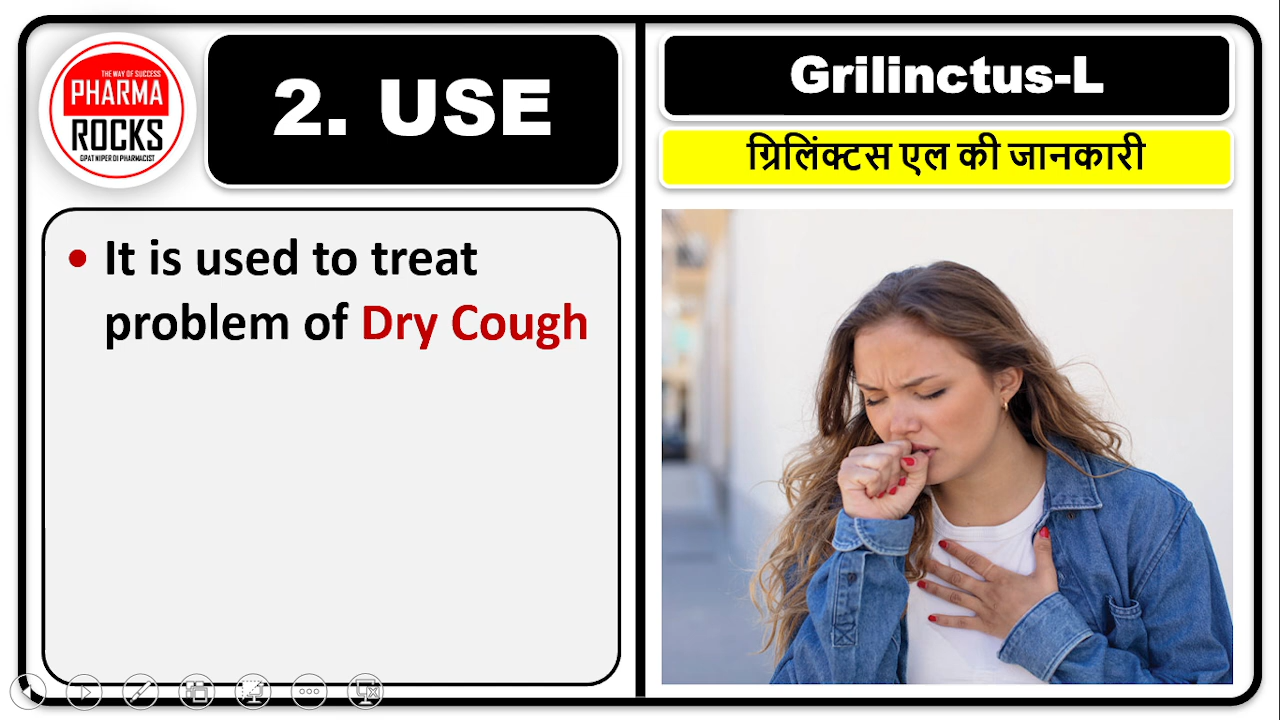 THE WAY OF SUCCESS
PHARMA
ROCKS
GPAT NIPER DI PHARMACIST
2. USE
Grilinctus-L
ग्रिलिंक्टस एल की जानकारी
• It is used to treat
problem of Dry Cough